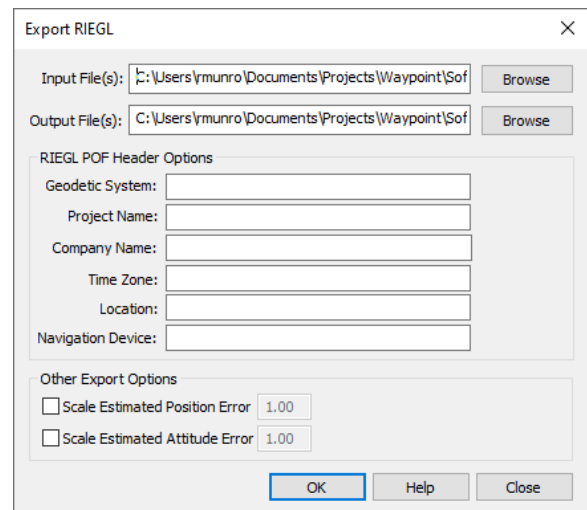 Export RIEGL
Input File(s): C:\Users\rmunro\Documents\Projects\Waypoint\Sof Browse
Output File(s): C:\Users\rmunro\Documents\Projects\Waypoint\Sof Browse
RIEGL POF Header Options
Geodetic System:
Project Name:
Company Name:
Time Zone:
Location:
Navigation Device:
Other Export Options
Scale Estimated Position Error 1.00
Scale Estimated Attitude Error 1.00
OK Help Close